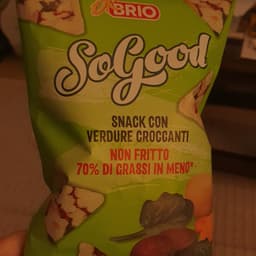 BRIO
SoGood
SNACK CON
VERDURE CROCCANTI
NON FRITTO
70% DI GRASSI IN MENO*